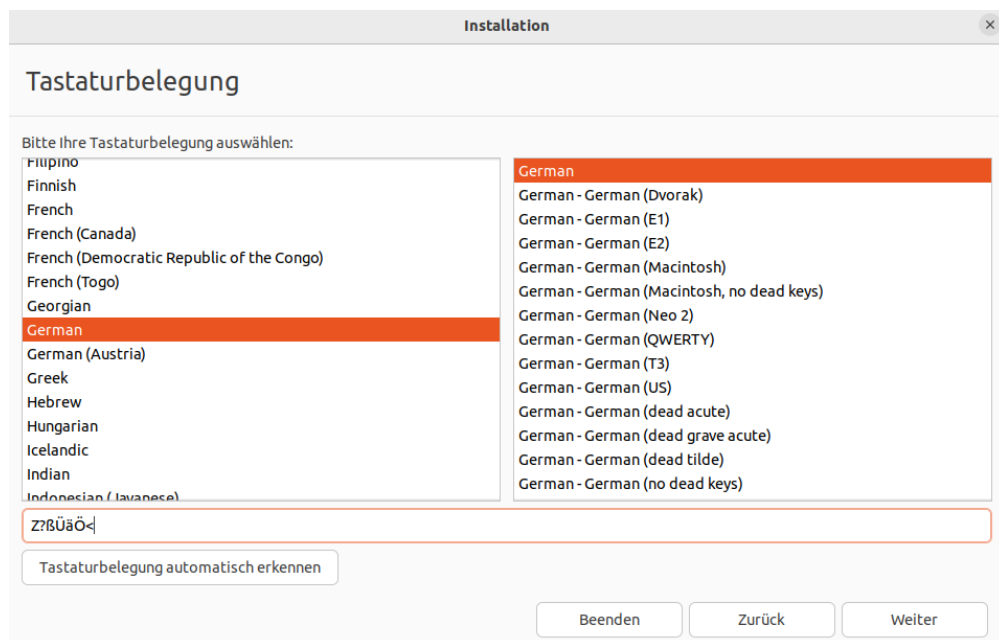 Installation
Tastaturbelegung
Bitte Ihre Tastaturbelegung auswählen:
Filipino
Finnish
French
French (Canada)
French (Democratic Republic of the Congo)
French (Togo)
Georgian
German
German (Austria)
Greek
Hebrew
Hungarian
Icelandic
Indian
Indonesian (Javanese)
German
German - German (Dvorak)
German - German (E1)
German - German (E2)
German - German (Macintosh)
German - German (Macintosh, no dead keys)
German - German (Neo 2)
German - German (QWERTY)
German - German (T3)
German - German (US)
German - German (dead acute)
German - German (dead grave acute)
German - German (dead tilde)
German - German (no dead keys)
Z?ßÜäÖ<
Tastaturbelegung automatisch erkennen
Beenden
Zurück
Weiter